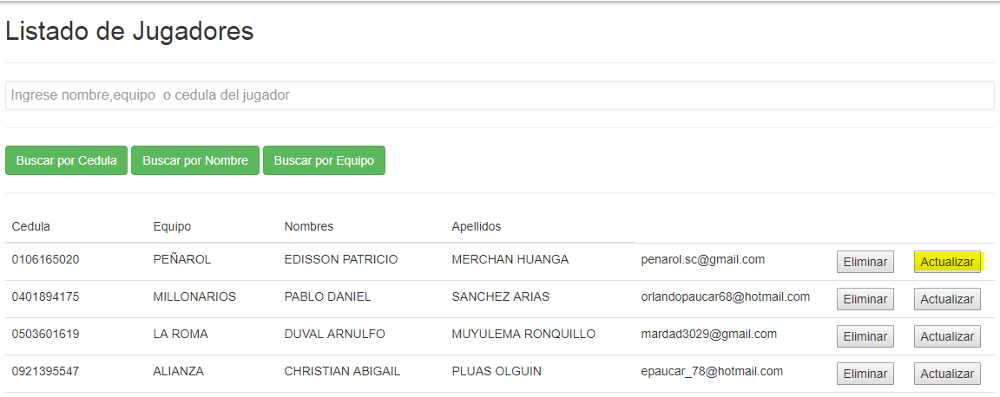 Listado de Jugadores
Ingrese nombre,equipo  o cedula del jugador
Buscar por Cedula Buscar por Nombre Buscar por Equipo
Cedula Equipo Nombres Apellidos
0106165020 PEÑAROL EDISSON PATRICIO MERCHAN HUANGA penarol.sc@gmail.com Eliminar Actualizar
0401894175 MILLONARIOS PABLO DANIEL SANCHEZ ARIAS orlandopaucar68@hotmail.com Eliminar Actualizar
0503601619 LA ROMA DUVAL ARNULFO MUYULEMA RONQUILLO mardad3029@gmail.com Eliminar Actualizar
0921395547 ALIANZA CHRISTIAN ABIGAIL PLUAS OLGUIN epaucar_78@hotmail.com Eliminar Actualizar